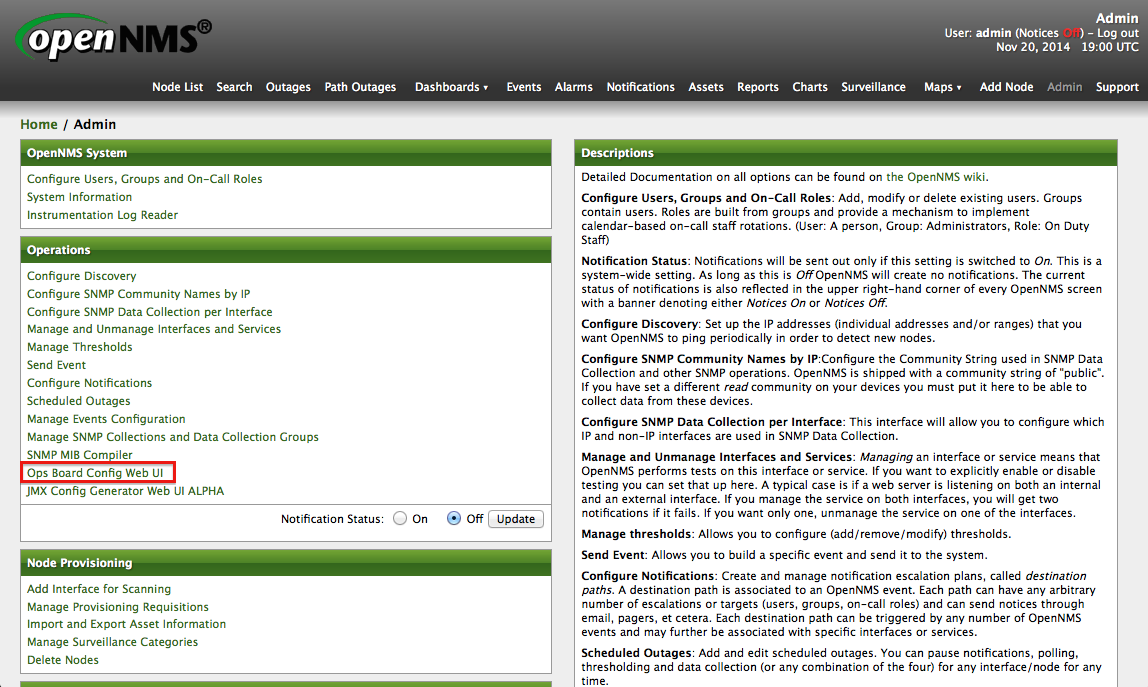 openNMS®
Admin
User: admin (Notices Off) – Log out
Nov 20, 2014 19:00 UTC
Node List Search Outages Path Outages Dashboards ▾ Events Alarms Notifications Assets Reports Charts Surveillance Maps ▾ Add Node Admin Support
Home / Admin
OpenNMS System
Configure Users, Groups and On-Call Roles
System Information
Instrumentation Log Reader
Operations
Configure Discovery
Configure SNMP Community Names by IP
Configure SNMP Data Collection per Interface
Manage and Unmanage Interfaces and Services
Manage Thresholds
Send Event
Configure Notifications
Scheduled Outages
Manage Events Configuration
Manage SNMP Collections and Data Collection Groups
SNMP MIB Compiler
Ops Board Config Web UI
JMX Config Generator Web UI ALPHA
Notification Status: On Off Update
Node Provisioning
Add Interface for Scanning
Manage Provisioning Requisitions
Import and Export Asset Information
Manage Surveillance Categories
Delete Nodes
Descriptions
Detailed Documentation on all options can be found on the OpenNMS wiki.
Configure Users, Groups and On-Call Roles: Add, modify or delete existing users. Groups
contain users. Roles are built from groups and provide a mechanism to implement
calendar-based on-call staff rotations. (User: A person, Group: Administrators, Role: On Duty
Staff)
Notification Status: Notifications will be sent out only if this setting is switched to On. This is a
system-wide setting. As long as this is Off OpenNMS will create no notifications. The current
status of notifications is also reflected in the upper right-hand corner of every OpenNMS screen
with a banner denoting either Notices On or Notices Off.
Configure Discovery: Set up the IP addresses (individual addresses and/or ranges) that you
want OpenNMS to ping periodically in order to detect new nodes.
Configure SNMP Community Names by IP:Configure the Community String used in SNMP Data
Collection and other SNMP operations. OpenNMS is shipped with a community string of "public".
If you have set a different read community on your devices you must put it here to be able to
collect data from these devices.
Configure SNMP Data Collection per Interface: This interface will allow you to configure which
IP and non-IP interfaces are used in SNMP Data Collection.
Manage and Unmanage Interfaces and Services: Managing an interface or service means that
OpenNMS performs tests on this interface or service. If you want to explicitly enable or disable
testing you can set that up here. A typical case is if a web server is listening on both an internal
and an external interface. If you manage the service on both interfaces, you will get two
notifications if it fails. If you want only one, unmanage the service on one of the interfaces.
Manage thresholds: Allows you to configure (add/remove/modify) thresholds.
Send Event: Allows you to build a specific event and send it to the system.
Configure Notifications: Create and manage notification escalation plans, called destination
paths. A destination path is associated to an OpenNMS event. Each path can have any arbitrary
number of escalations or targets (users, groups, on-call roles) and can send notices through
email, pagers, et cetera. Each destination path can be triggered by any number of OpenNMS
events and may further be associated with specific interfaces or services.
Scheduled Outages: Add and edit scheduled outages. You can pause notifications, polling,
thresholding and data collection (or any combination of the four) for any interface/node for any
time.